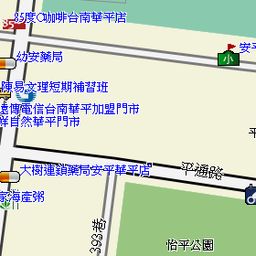 85度C咖啡台南華平店
85
安平
幼安藥局
小
陳易文理短期補習班
遠傳電信台南華平加盟門市
鮮自然華平門市
平通路
大樹連鎖藥局安平華平店
家海產粥
393巷
怡平公園